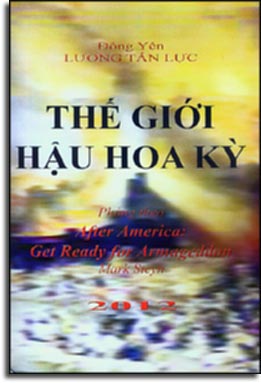 Đông Yên
LƯƠNG TẤN LỰC
THẾ GIỚI
HẬU HOA KỲ
After America:
Get Ready for Armageddon
Mark Steyn
2012